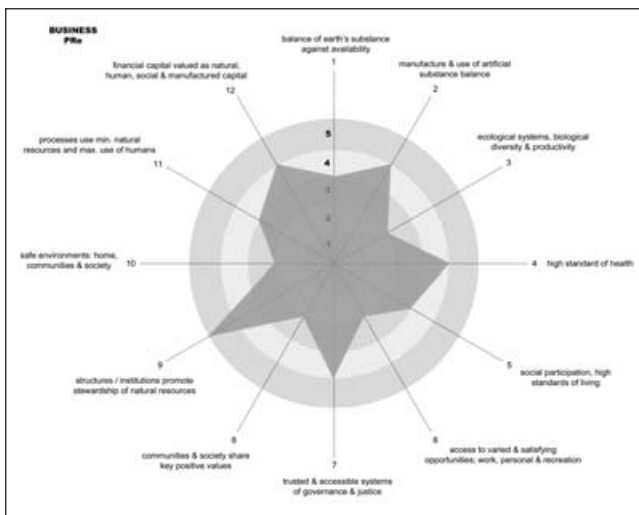 BUSINESS
PRe
balance of earth's substance
against availability
1
manufacture & use of artificial
substance balance
2
ecological systems, biological
diversity & productivity
3
4
high standard of health
5
social participation, high
standards of living
6
access to varied & satisfying
opportunities; work, personal & recreation
7
trusted & accessible systems
of governance & justice
8
communities & society share
key positive values
9
structures / institutions promote
stewardship of natural resources
safe environments: home,
communities & society
10
processes use min. natural
resources and max. use of humans
11
financial capital valued as natural,
human, social & manufactured capital
12
5
4
3
2
1